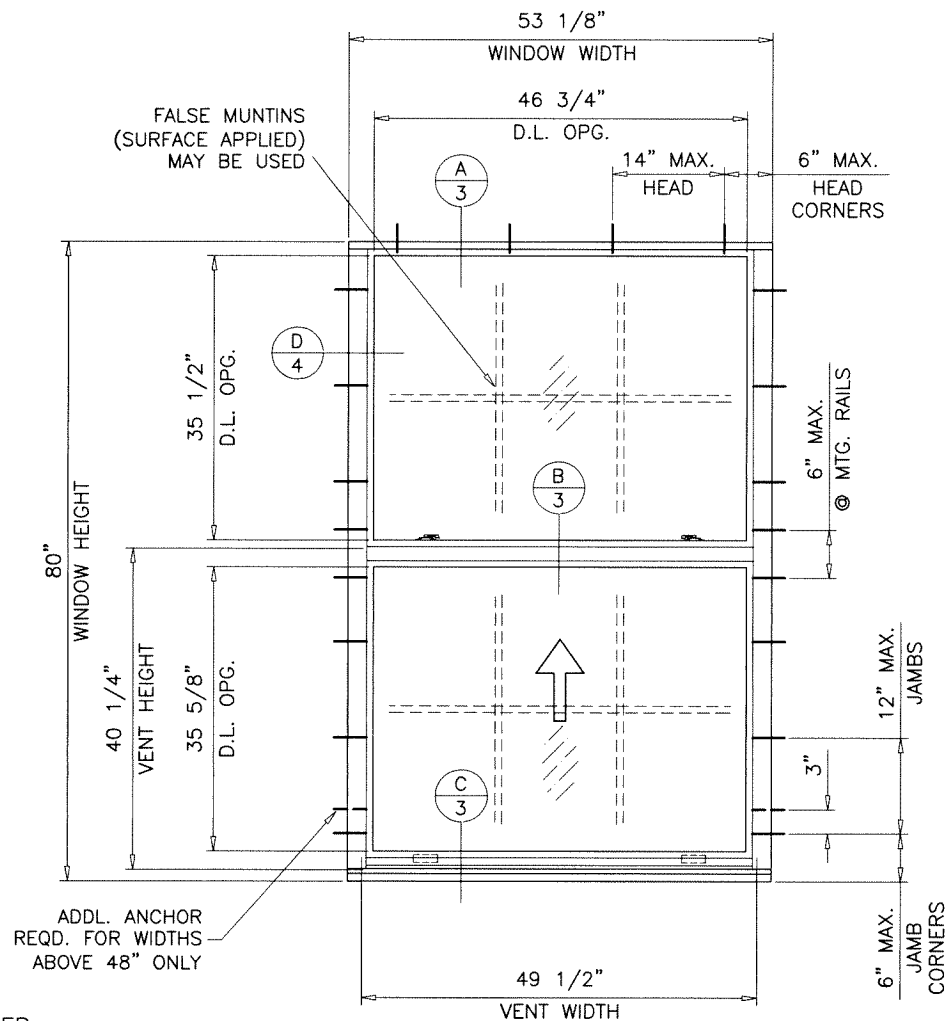 53 1/8"
WINDOW WIDTH
46 3/4"
D.L. OPG.
FALSE MUNTINS
(SURFACE APPLIED)
MAY BE USED
14" MAX.
HEAD
6" MAX.
HEAD
CORNERS
A
3
D
4
35 1/2"
D.L. OPG.
80"
WINDOW HEIGHT
B
3
6" MAX.
@ MTG. RAILS
40 1/4"
VENT HEIGHT
35 5/8"
D.L. OPG.
12" MAX.
JAMBS
3"
C
3
ADDL. ANCHOR
REQD. FOR WIDTHS
ABOVE 48" ONLY
6" MAX.
JAMB
CORNERS
49 1/2"
VENT WIDTH